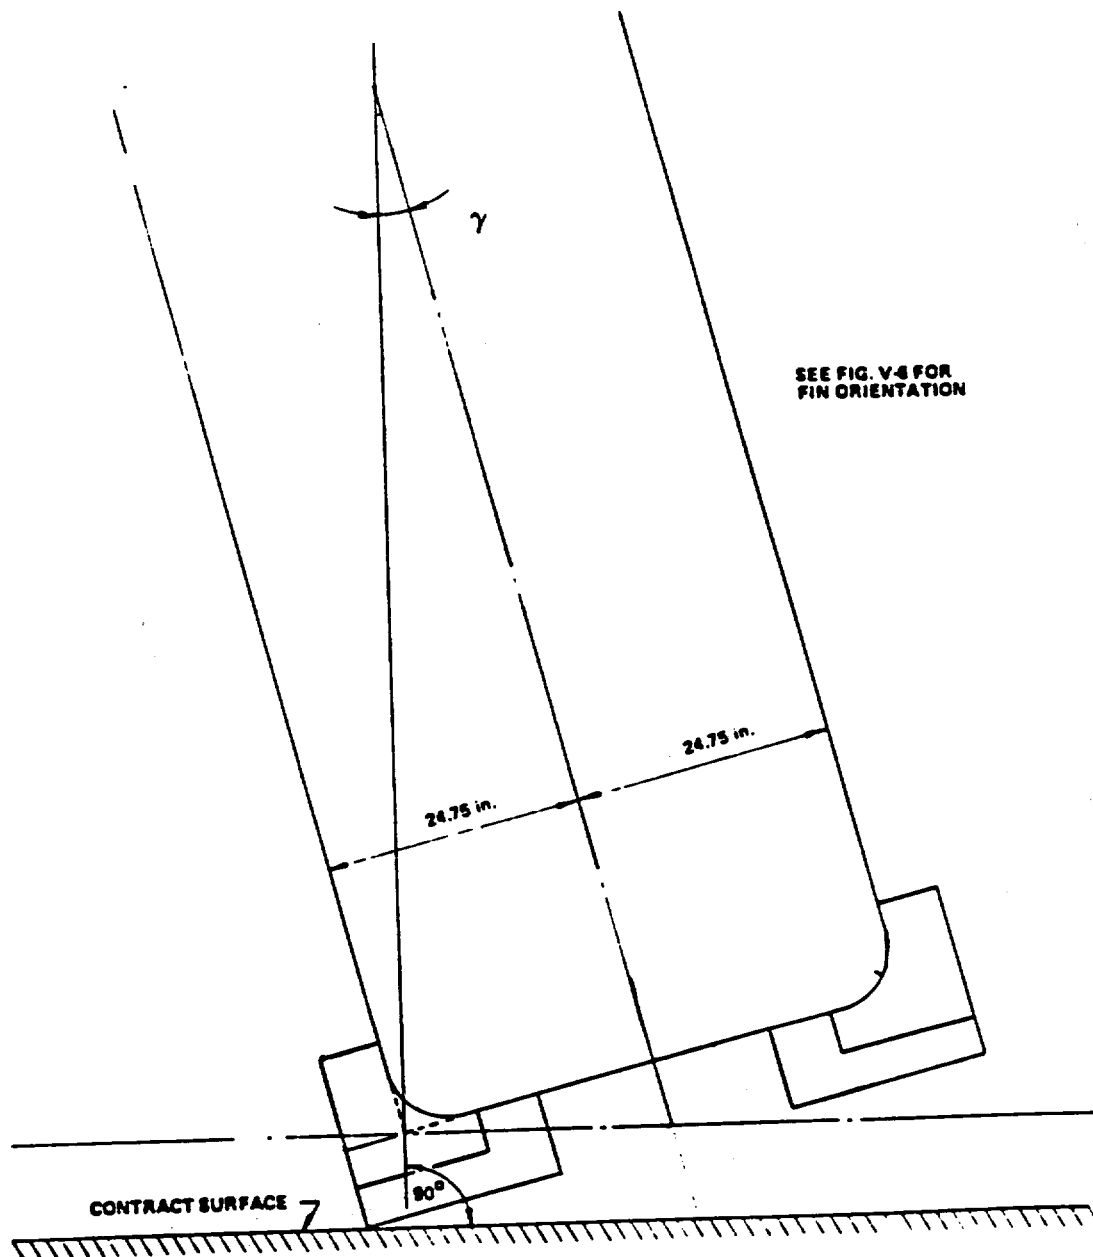 γ
SEE FIG. V-6 FOR
FIN ORIENTATION
24.75 in.
24.75 in.
90°
CONTRACT SURFACE